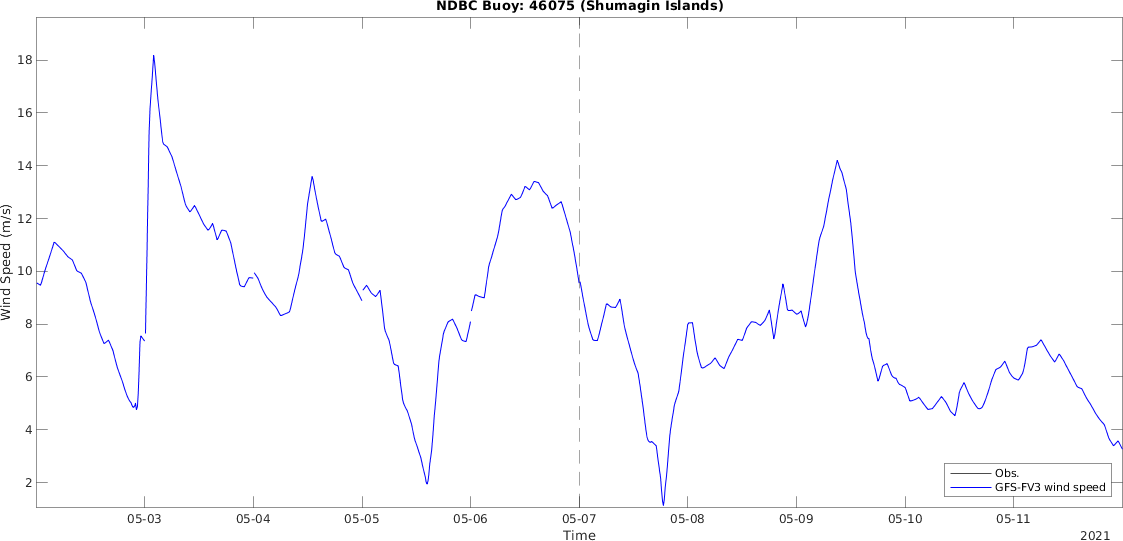 NDBC Buoy: 46075 (Shumagin Islands)
18
16
14
12
10
8
6
4
2
Wind Speed (m/s)
Obs.
GFS-FV3 wind speed
05-03 05-04 05-05 05-06 05-07 05-08 05-09 05-10 05-11
Time
2021